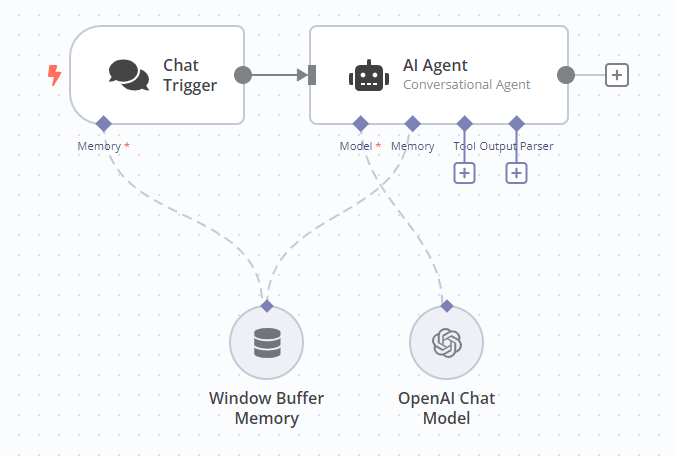 Chat
Trigger
AI Agent
Conversational Agent
Memory *
Model * Memory Tool Output Parser
Window Buffer
Memory
OpenAI Chat
Model